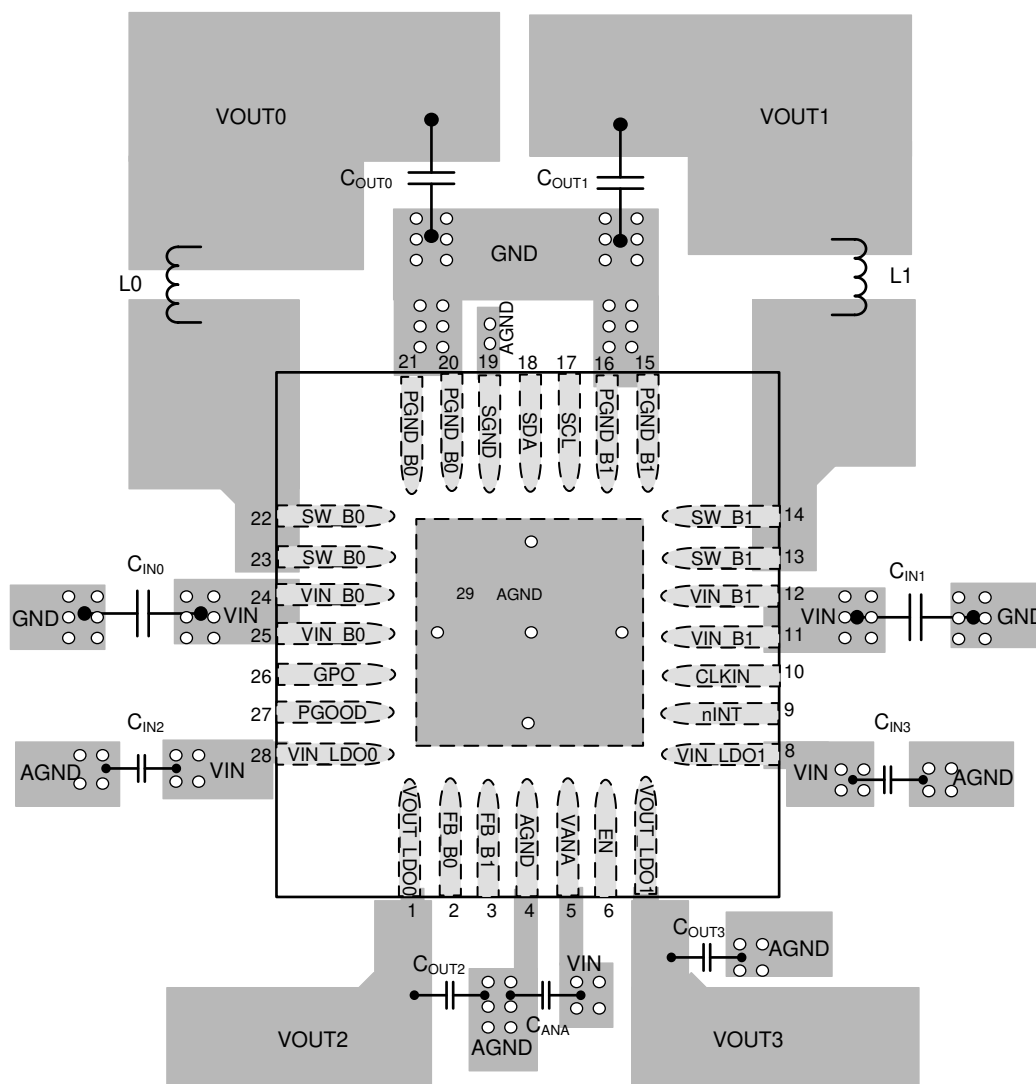 VOUT0
VOUT1
COUT0
COUT1
GND
L0
L1
AGND
21 20 19 18 17 16 15
PGND_B0
PGND_B0
SGND
SDA
SCL
PGND_B1
PGND_B1
22 SW_B0
SW_B1 14
23 SW_B0
SW_B1 13
CIN0
CIN1
24 VIN_B0
VIN_B1 12
GND
VIN
29 AGND
VIN
GND
25 VIN_B0
VIN_B1 11
26 GPO
CLKIN 10
27 PGOOD
nINT 9
CIN2
CIN3
28 VIN_LDO0
VIN_LDO1 8
AGND
VIN
VIN
AGND
VOUT_LDO0
FB_B0
FB_B1
AGND
VANA
EN
VOUT_LDO1
1 2 3 4 5 6
COUT3
AGND
COUT2
VIN
CANA
VOUT2
AGND
VOUT3